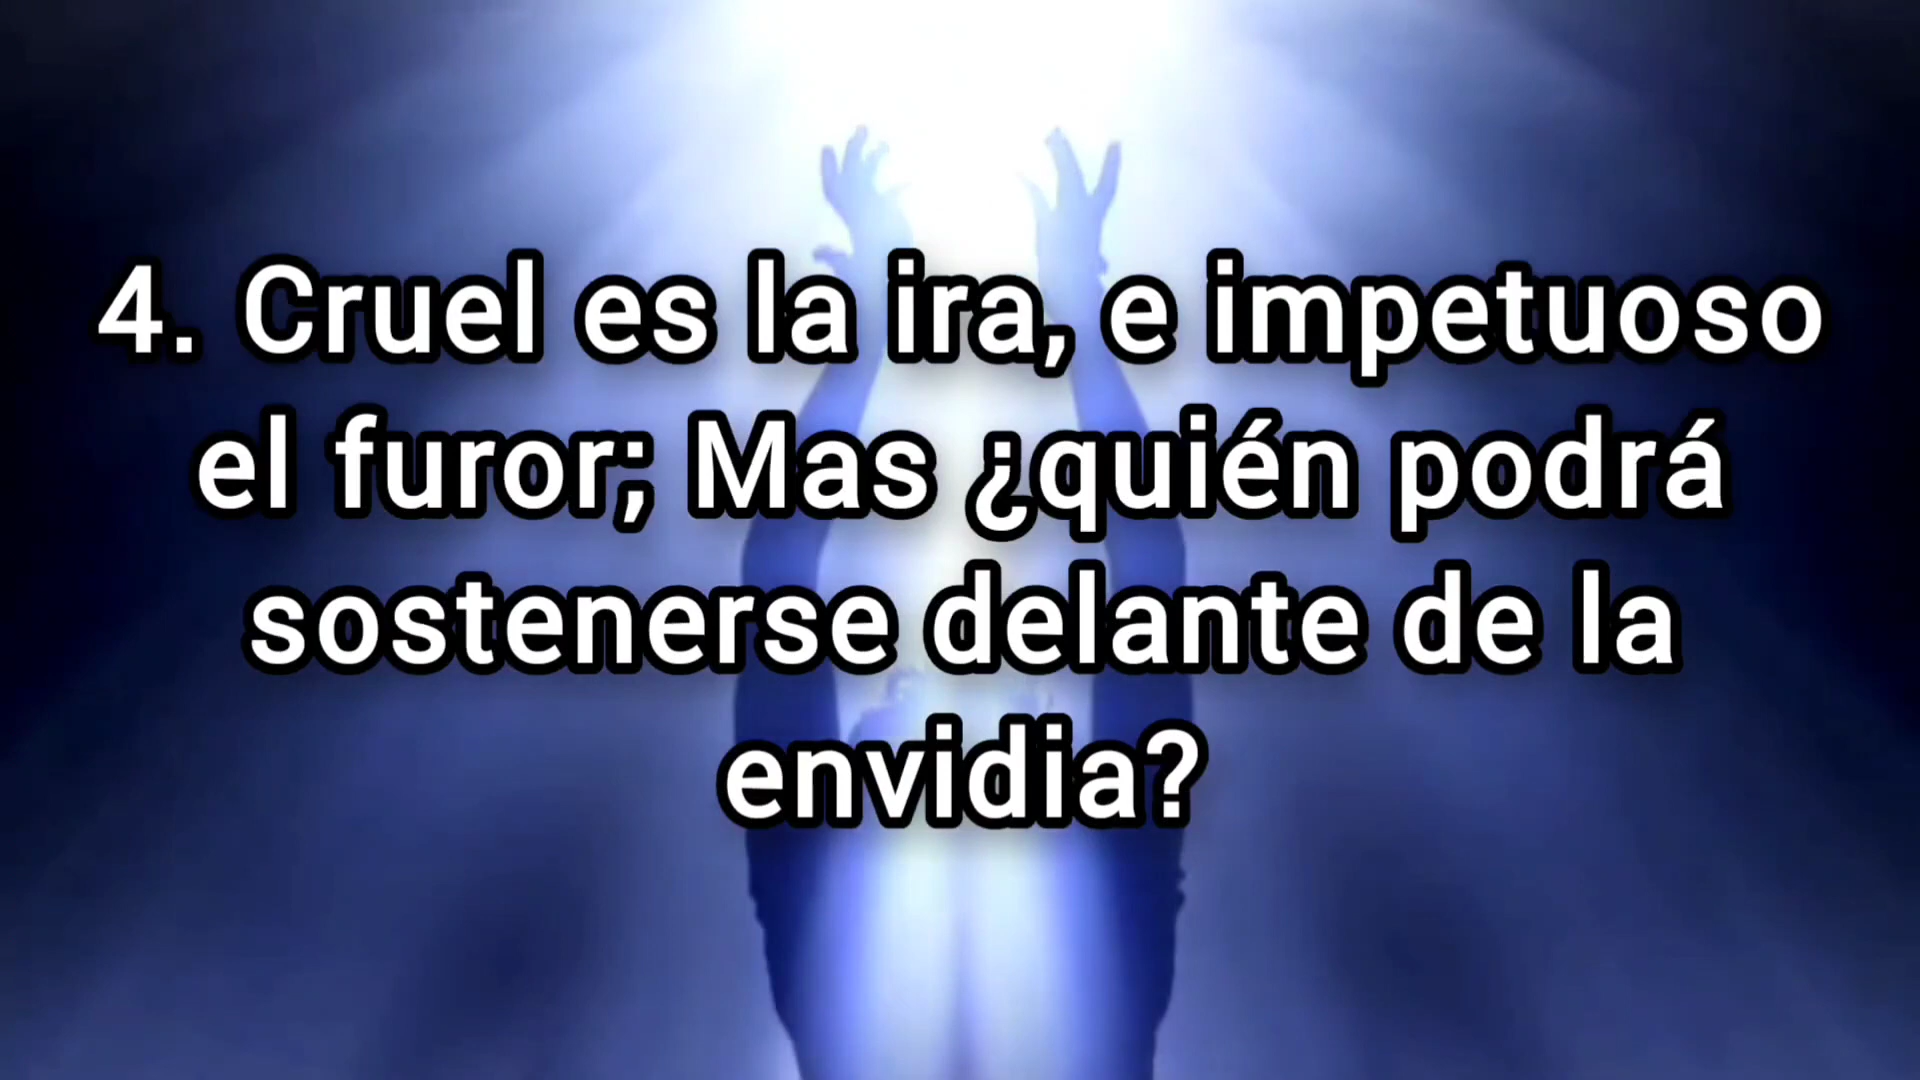 4. Cruel es la ira, e impetuoso
el furor; Mas ¿quién podrá
sostenerse delante de la
envidia?